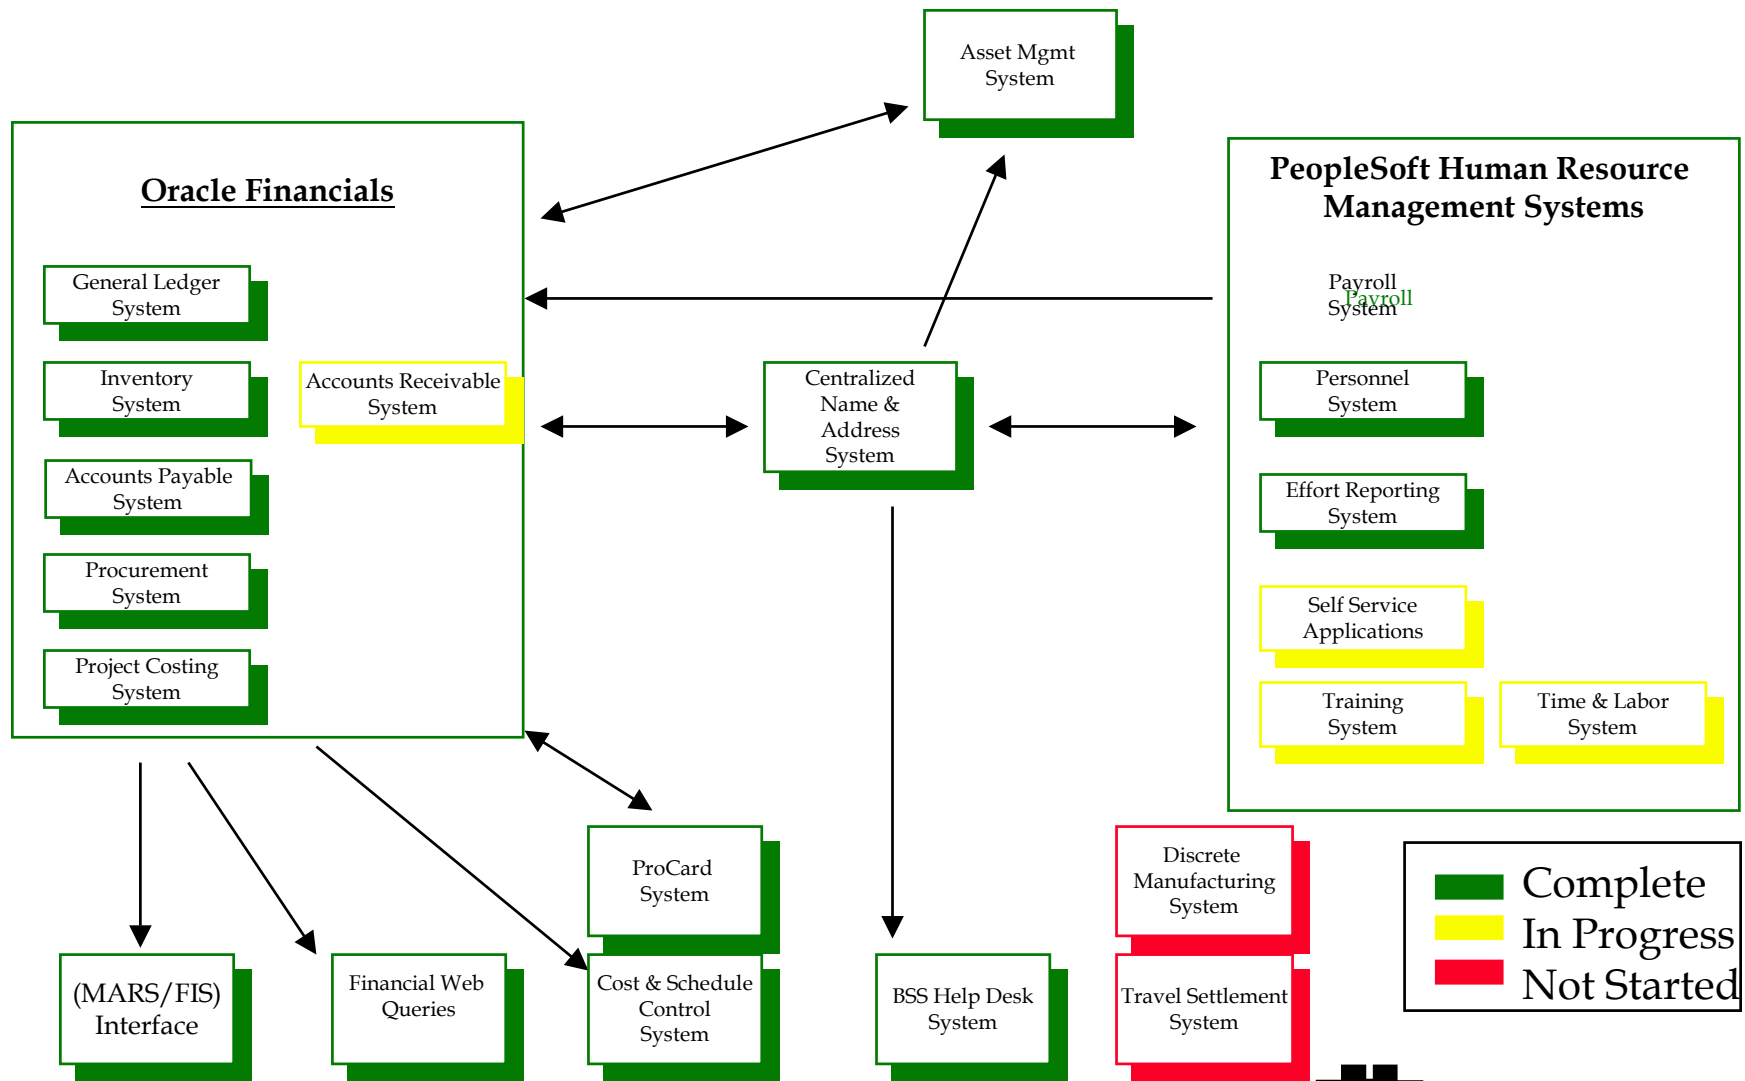 Asset Mgmt
System
Oracle Financials
General Ledger
System
Inventory
System
Accounts Receivable
System
Accounts Payable
System
Procurement
System
Project Costing
System
Centralized
Name &
Address
System
PeopleSoft Human Resource
Management Systems
Payroll
System
Payroll
Personnel
System
Effort Reporting
System
Self Service
Applications
Training
System
Time & Labor
System
ProCard
System
Discrete
Manufacturing
System
(MARS/FIS)
Interface
Financial Web
Queries
Cost & Schedule
Control
System
BSS Help Desk
System
Travel Settlement
System
Complete
In Progress
Not Started